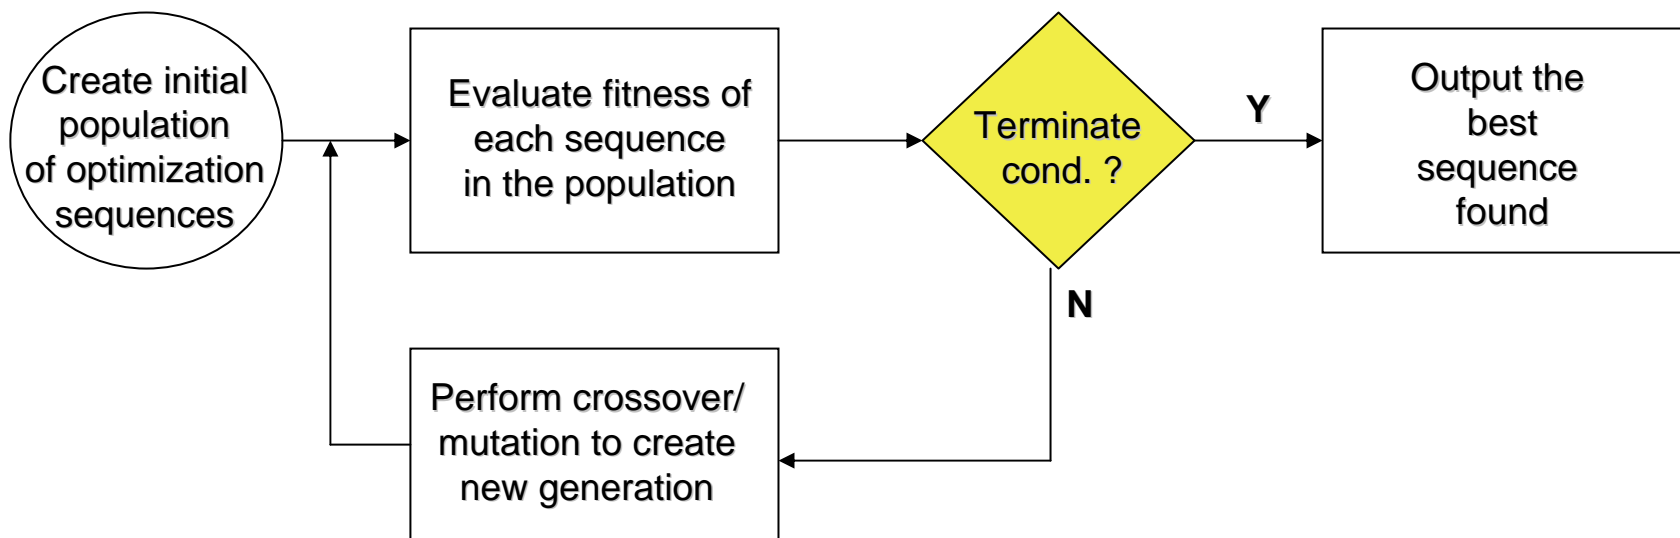 Create initial
population
of optimization
sequences
Evaluate fitness of
each sequence
in the population
Terminate
cond. ?
Y
Output the
best
sequence
found
N
Perform crossover/
mutation to create
new generation